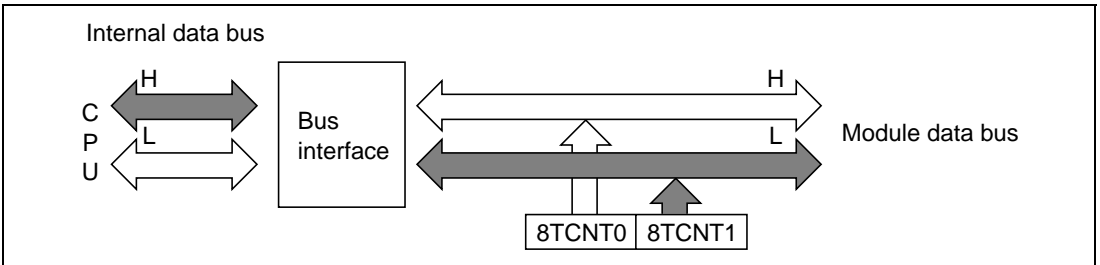 Internal data bus
H
H
C
P
U
L
Bus
interface
L
Module data bus
8TCNT0
8TCNT1